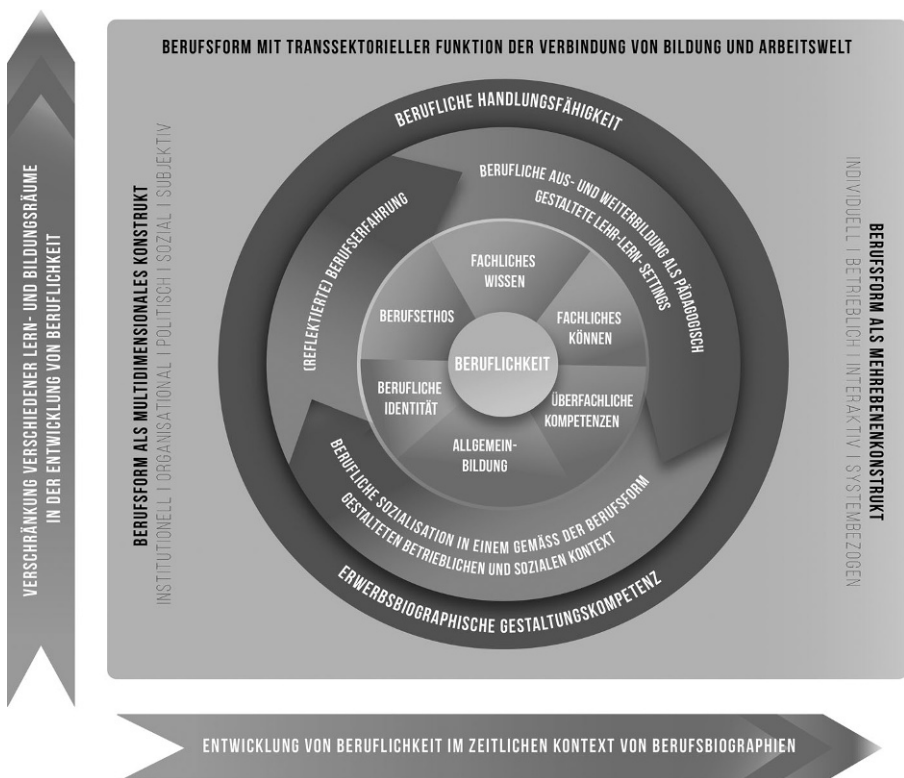 BERUFSFORM MIT TRANSSEKTORIELLER FUNKTION DER VERBINDUNG VON BILDUNG UND ARBEITSWELT
VERSCHRÄNKUNG VERSCHIEDENER LERN- UND BILDUNGSRÄUME
IN DER ENTWICKLUNG VON BERUFLICHKEIT
BERUFSFORM ALS MULTIDIMENSIONALES KONSTRUKT
INSTITUTIONELL I ORGANISATIONAL I POLITISCH I SOZIAL I SUBJEKTIV
BERUFLICHE HANDLUNGSFÄHIGKEIT
(REFLEKTIERTE) BERUFSERFAHRUNG
BERUFLICHE AUS- UND WEITERBILDUNG ALS PÄDAGOGISCH
GESTALTETE LEHR-LERN- SETTINGS
FACHLICHES
WISSEN
BERUFSETHOS
FACHLICHES
KÖNNEN
BERUFLICHKEIT
BERUFLICHE
IDENTITÄT
ÜBERFACHLICHE
KOMPETENZEN
ALLGEMEIN-
BILDUNG
BERUFLICHE SOZIALISATION IN EINEM GEMÄSS DER BERUFSFORM
GESTALTETEN BETRIEBLICHEN UND SOZIALEN KONTEXT
ERWERBSBIOGRAPHISCHE GESTALTUNGSKOMPETENZ
INDIVIDUELL I BETRIEBLICH I INTERAKTIV I SYSTEMBEZOGEN
BERUFSFORM ALS MEHREBENENKONSTRUKT
ENTWICKLUNG VON BERUFLICHKEIT IM ZEITLICHEN KONTEXT VON BERUFSBIOGRAPHIEN